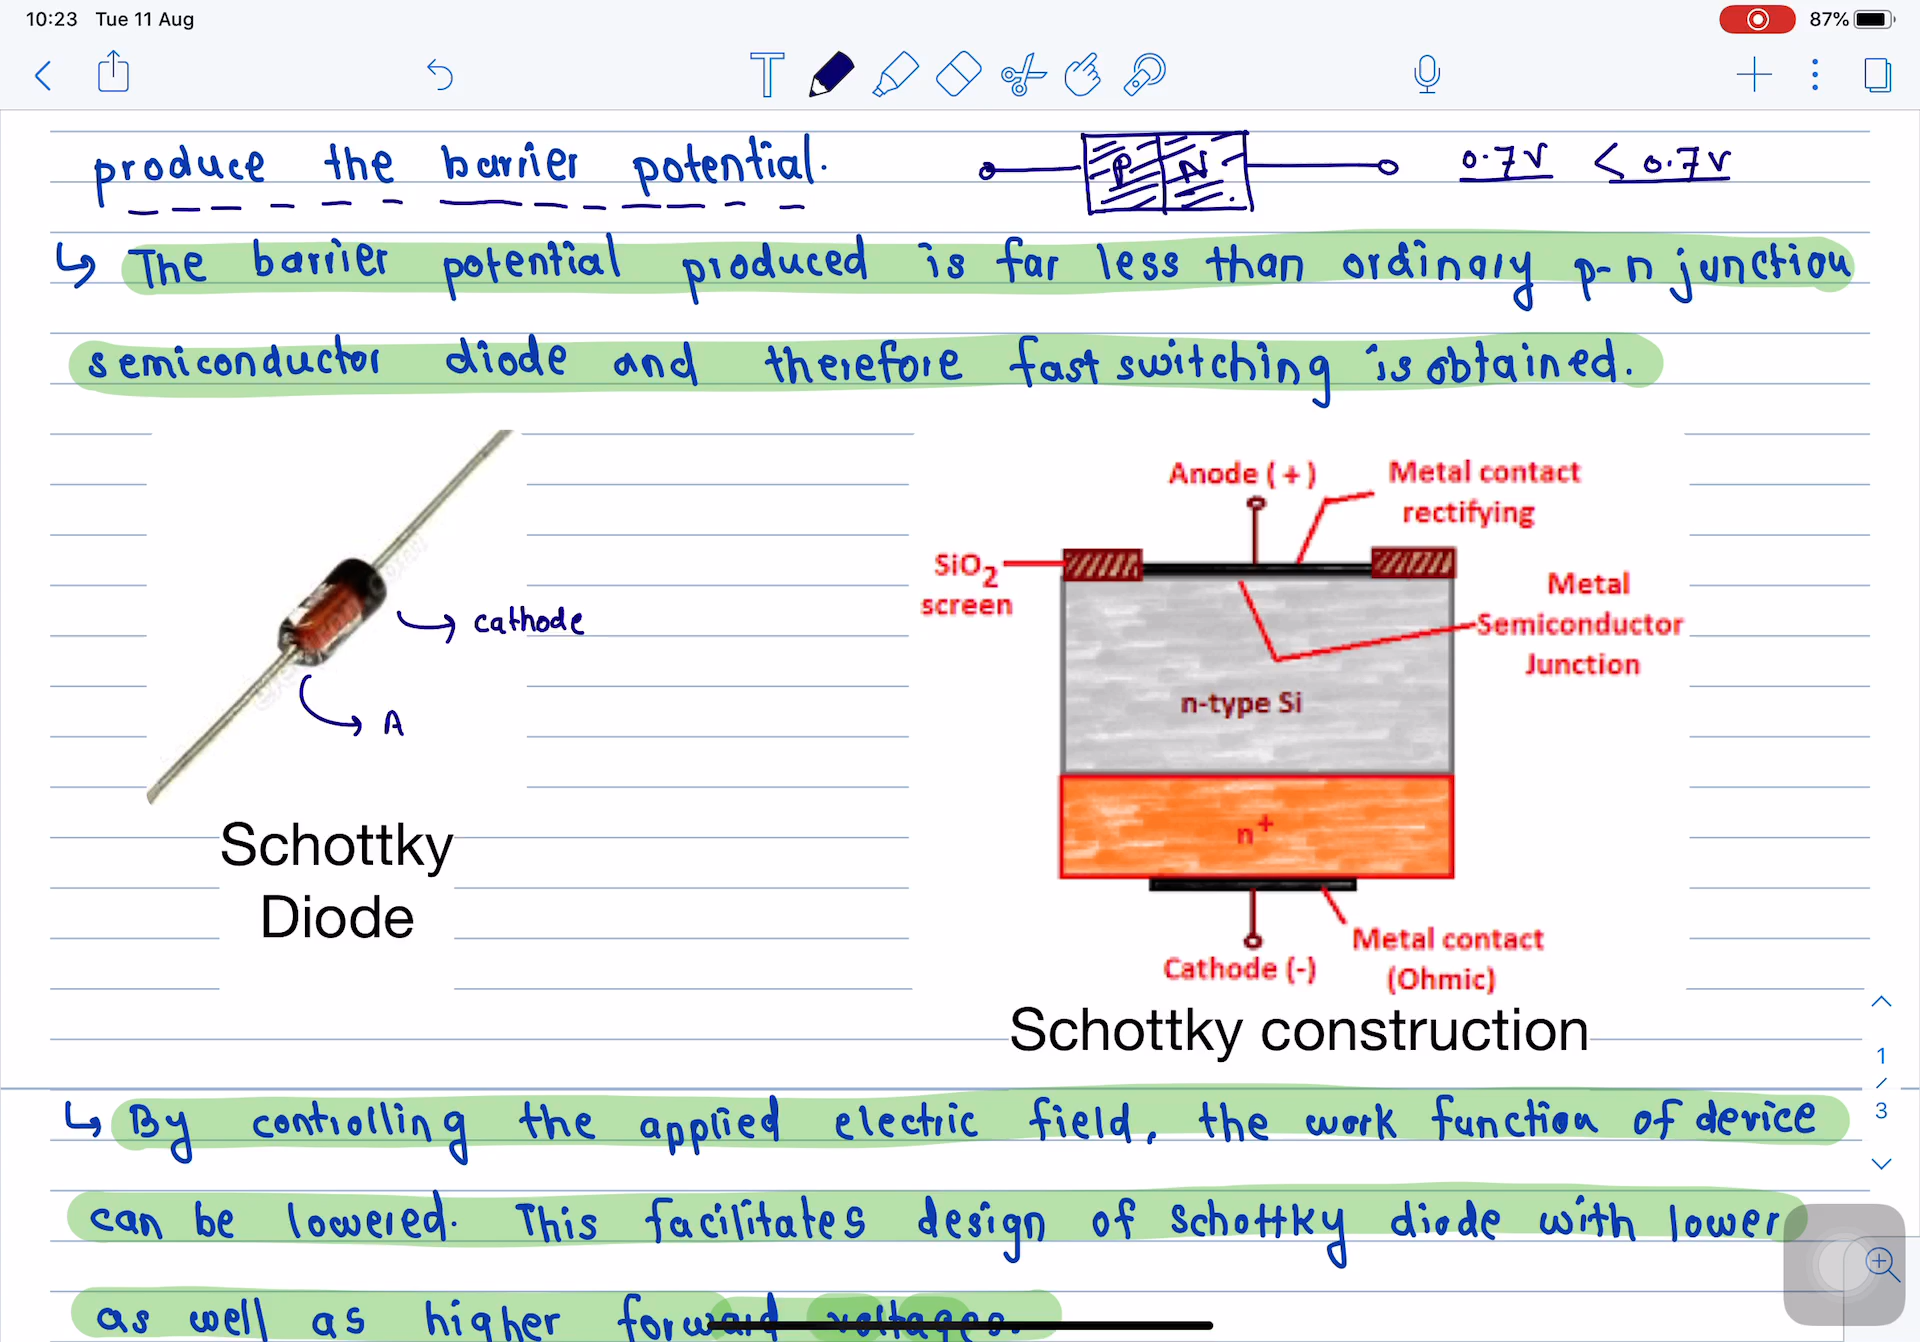 10:23 Tue 11 Aug
87%
T
produce the barrier potential.
P N
0.7V < 0.7V
↳ The barrier potential produced is far less than ordinary p-n junction
semiconductor diode and therefore fast switching is obtained.
cathode
A
Schottky
Diode
Anode (+)
Metal contact
rectifying
SiO2
screen
Metal
Semiconductor
Junction
n-type Si
n+
Cathode (-)
Metal contact
(Ohmic)
Schottky construction
1
/
3
↳ By controlling the applied electric field, the work function of device
can be lowered. This facilitates design of schottky diode with lower
as well as higher forward voltages.